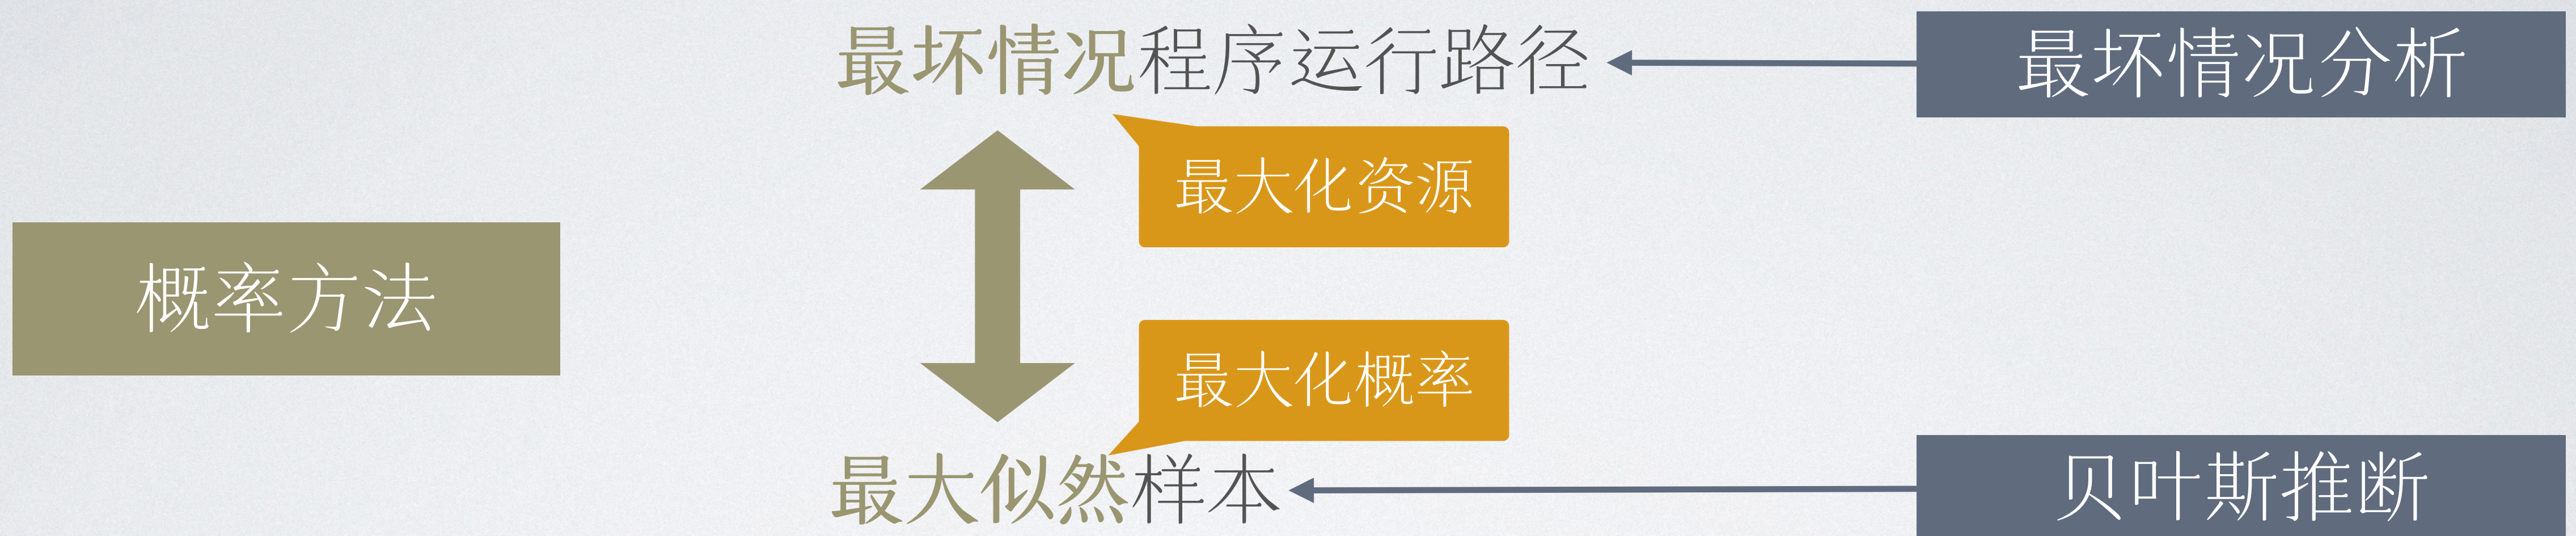 最坏情况程序运行路径
最坏情况分析
最大化资源
概率方法
最大化概率
最大似然样本
贝叶斯推断